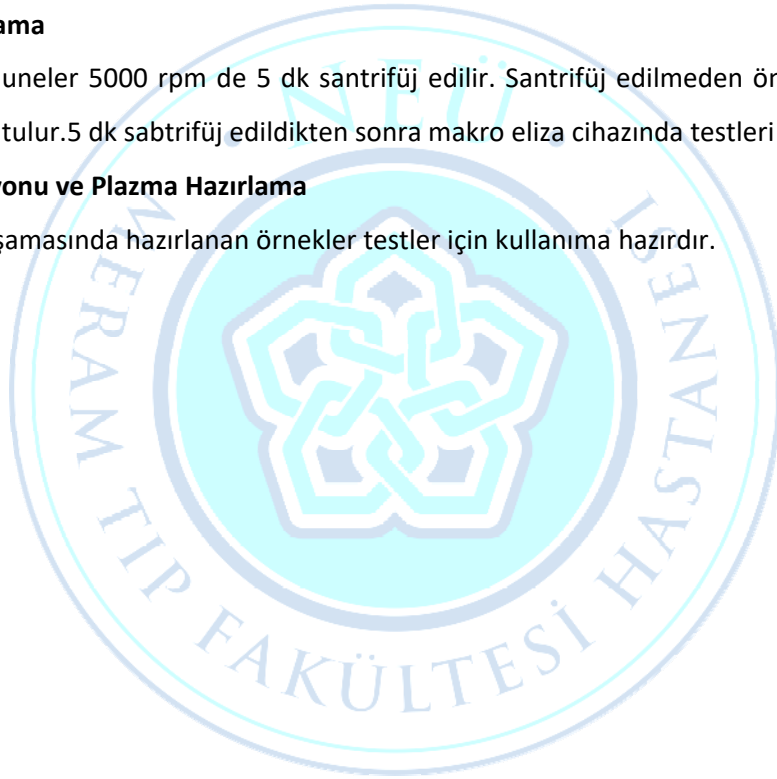 ama
uneler 5000 rpm de 5 dk santrifüj edilir. Santrifüj edilmeden ör
tulur.5 dk sabtrifüj edildikten sonra makro eliza cihazında testleri
yonu ve Plazma Hazırlama
şamasında hazırlanan örnekler testler için kullanıma hazırdır.
NEÜ
MERAM TIP FAKÜLTESİ HASTANESİ